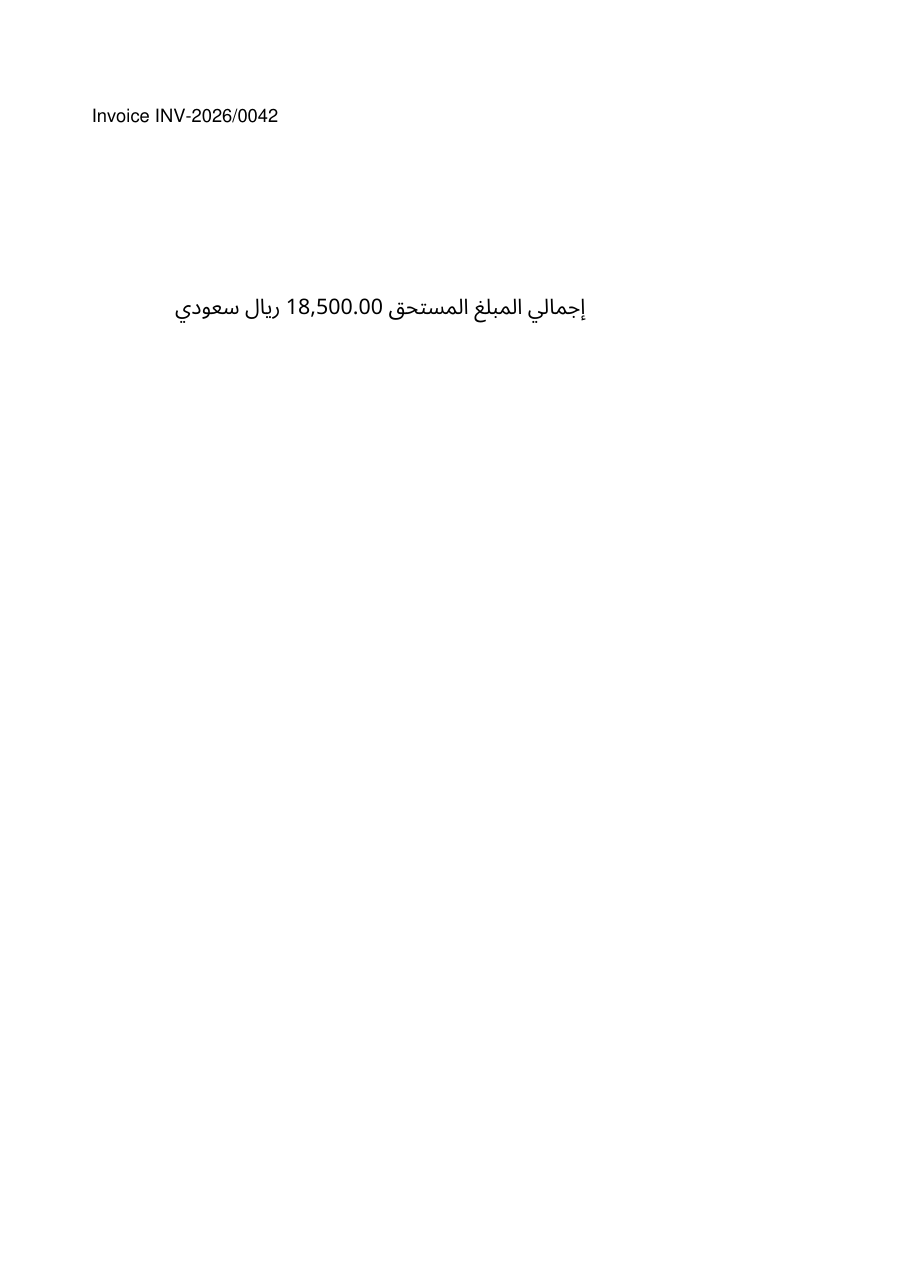 Invoice INV-2026/0042
إجمالي المبلغ المستحق 18,500.00 ريال سعودي